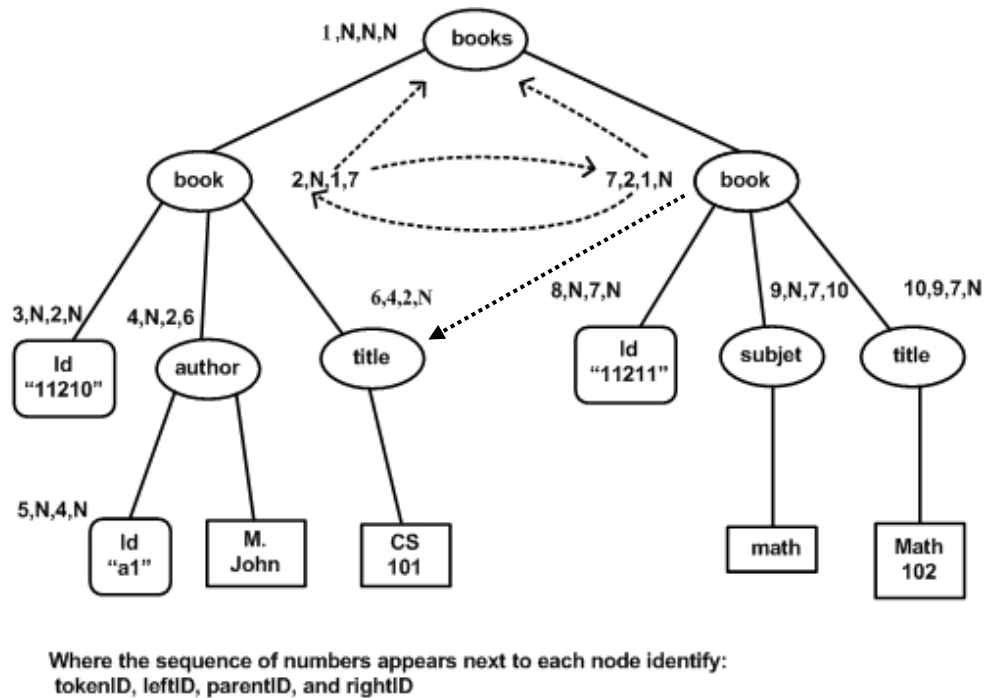 1,N,N,N
books
book
2,N,1,7
7,2,1,N
book
3,N,2,N
4,N,2,6
6,4,2,N
8,N,7,N
9,N,7,10
10,9,7,N
Id
"11210"
author
title
Id
"11211"
subjet
title
5,N,4,N
Id
"a1"
M.
John
CS
101
math
Math
102
Where the sequence of numbers appears next to each node identify:
tokenID, leftID, parentID, and rightID